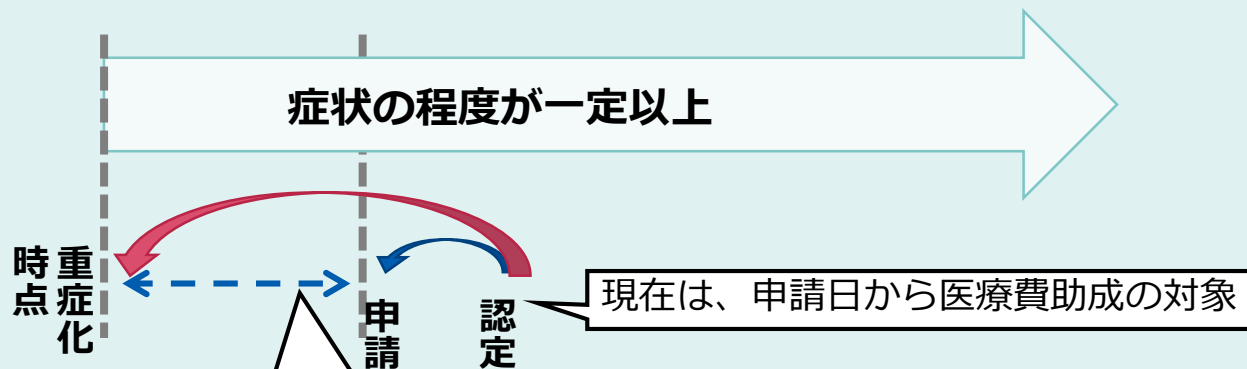 症状の程度が一定以上
重症化
時点
申請
認定
現在は、申請日から医療費助成の対象